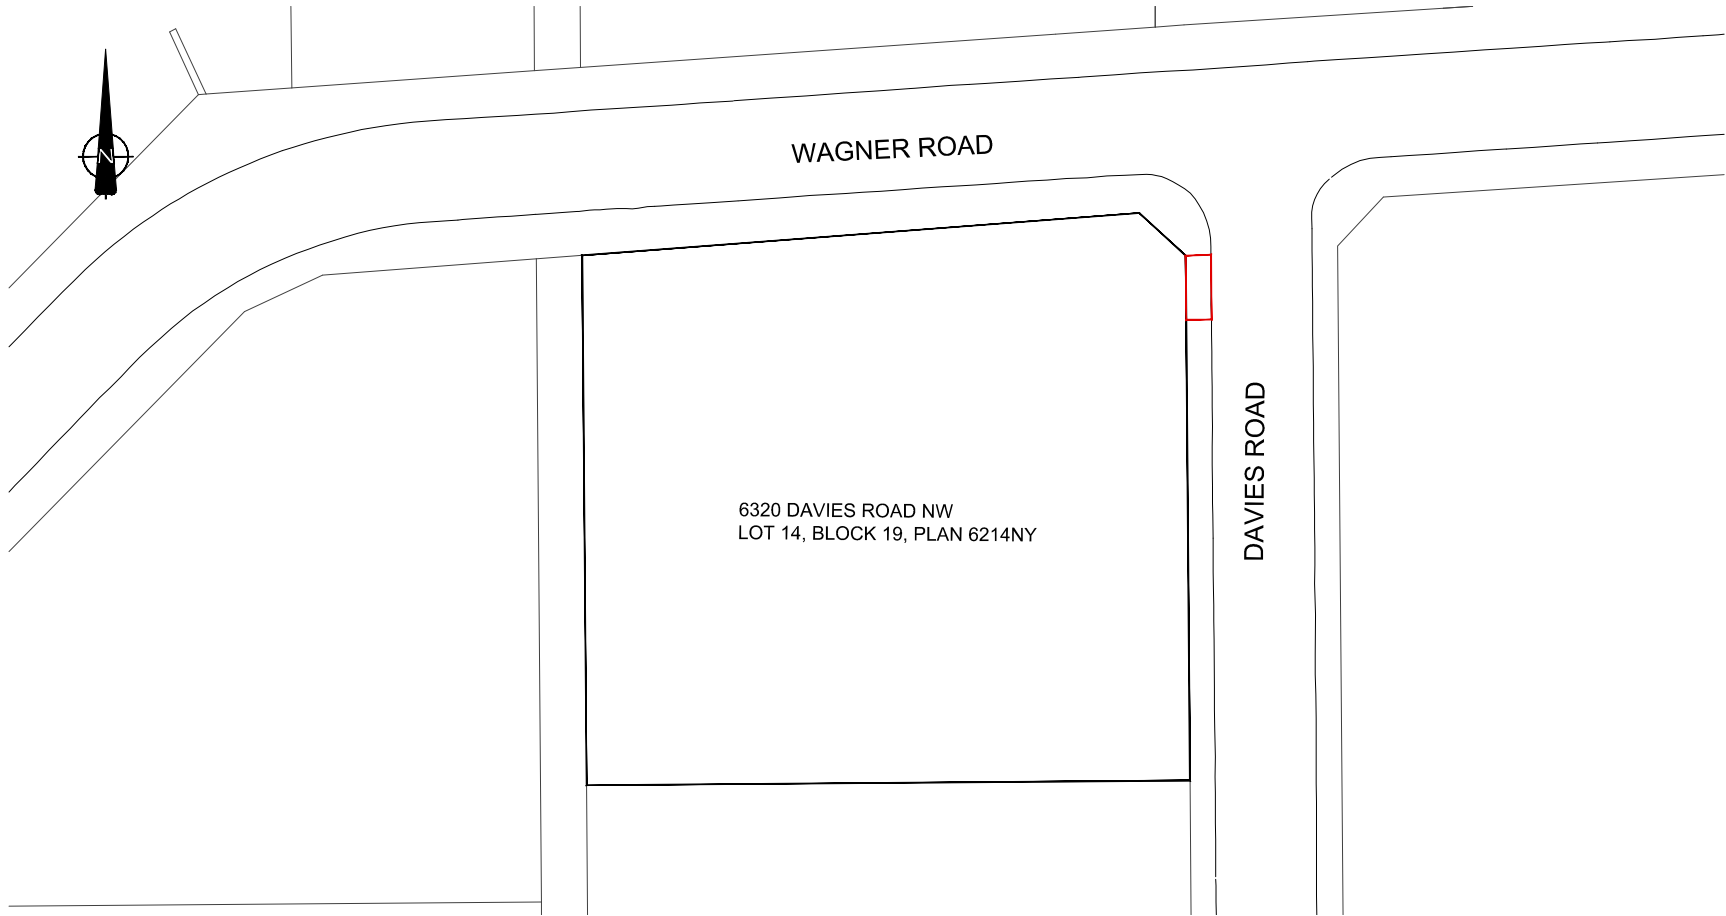 N
WAGNER ROAD
DAVIES ROAD
6320 DAVIES ROAD NW
LOT 14, BLOCK 19, PLAN 6214NY